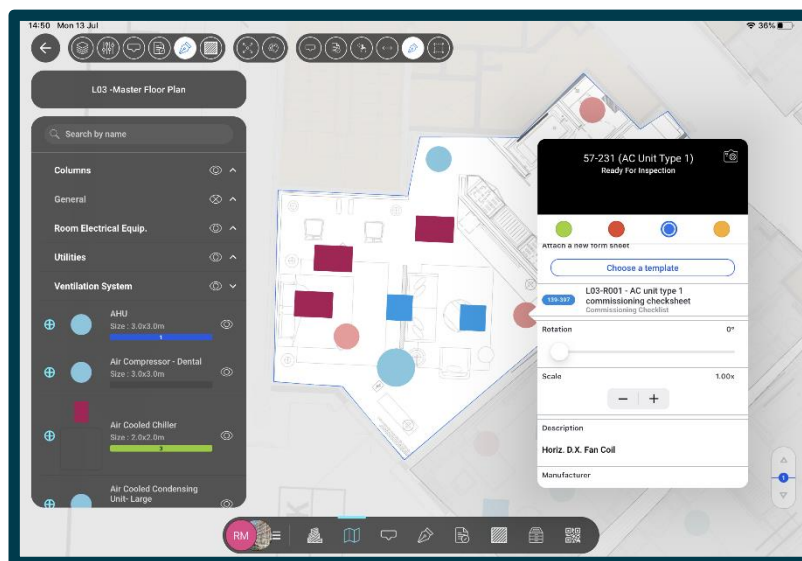 14:50 Mon 13 Jul
36%
L03 -Master Floor Plan
Search by name
Columns
General
Room Electrical Equip.
Utilities
Ventilation System
AHU
Size : 3.0x3.0m
1
Air Compressor - Dental
Size : 3.0x3.0m
Air Cooled Chiller
Size : 2.0x2.0m
3
Air Cooled Condensing
Unit- Large
57-231 (AC Unit Type 1)
Ready For Inspection
Attach a new form sheet
Choose a template
139-397
L03-R001 - AC unit type 1
commissioning checksheet
Commissioning Checklist
Rotation
0°
Scale
1.00x
Description
Horiz. D.X. Fan Coil
Manufacturer
1
RM